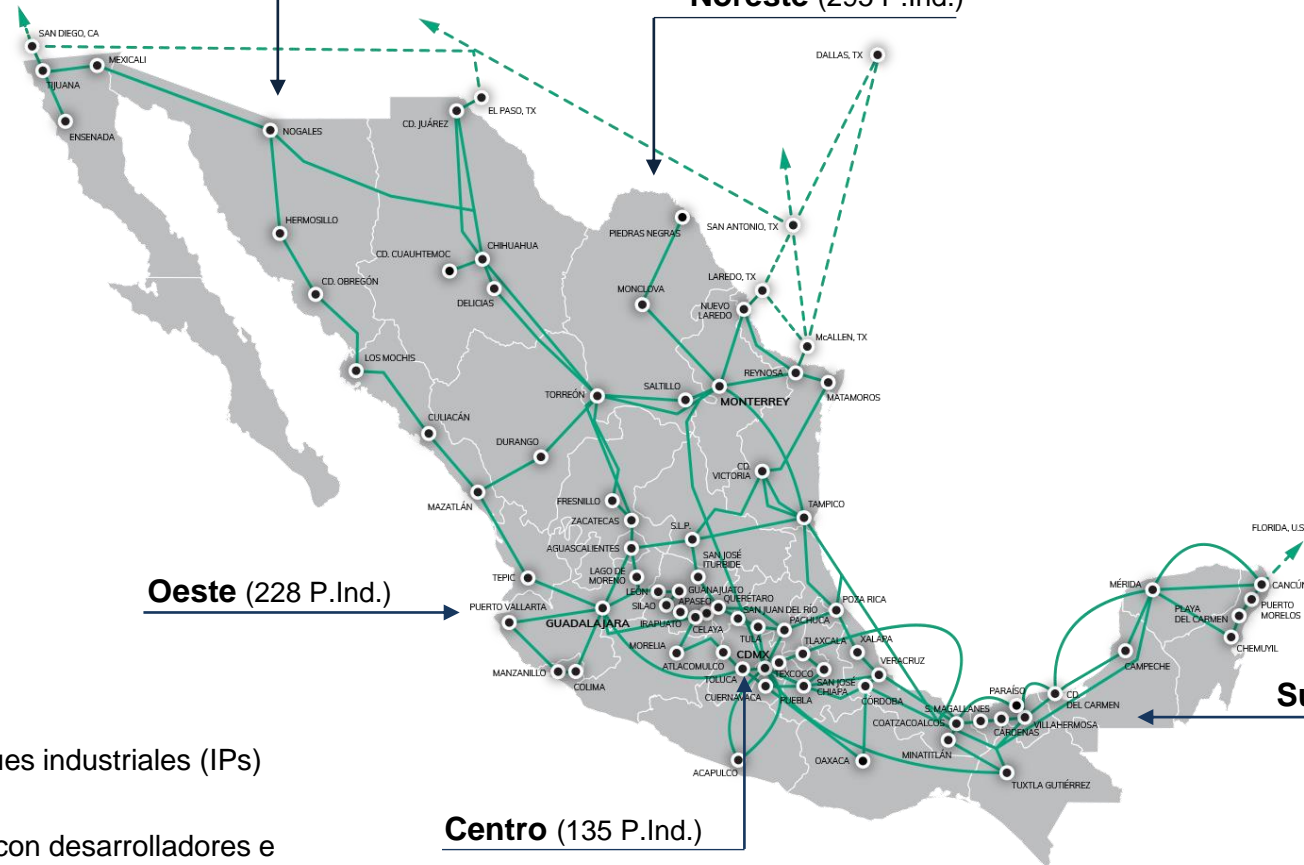 Noreste (295 P.Ind.)
SAN DIEGO, CA
MEXICALI
TIJUANA
ENSENADA
NOGALES
CD. JUÁREZ
EL PASO, TX
DALLAS, TX
HERMOSILLO
PIEDRAS NEGRAS
SAN ANTONIO, TX
CD. CUAUHTEMOC
CHIHUAHUA
CD. OBREGÓN
DELICIAS
MONCLOVA
LAREDO, TX
NUEVO
LAREDO
McALLEN, TX
LOS MOCHIS
REYNOSA
TORREÓN
SALTILLO
MONTERREY
MATAMOROS
CULIACÁN
DURANGO
CD.
VICTORIA
MAZATLÁN
FRESNILLO
ZACATECAS
TAMPICO
S.L.P.
AGUASCALIENTES
SAN JOSÉ
ITURBIDE
FLORIDA, U.S
TEPIC
LAGO DE
MORENO
LEÓN
GUANAJUATO
MÉRIDA
CANCÚN
Oeste (228 P.Ind.)
PUERTO VALLARTA
SILAO
APASEO
QUERÉTARO
POZA RICA
PLAYA
DEL CARMEN
PUERTO
MORELOS
GUADALAJARA
IRAPUATO
SAN JUAN DEL RÍO
CELAYA
TULA
PACHUCA
CHEMUYIL
MORELIA
TLAXCALA
XALAPA
CAMPECHE
ATLACOMULCO
CDMX
TEXCOCO
VERACRUZ
MANZANILLO
COLIMA
TOLUCA
SAN JOSÉ
CHIAPA
CUERNAVACA
PUEBLA
CÓRDOBA
PARAÍSO
CD.
DEL CARMEN
S. MAGALLANES
COATZACOALCOS
CÁRDENAS
VILLAHERMOSA
Su
MINATITLÁN
ACAPULCO
OAXACA
TUXTLA GUTIÉRREZ
ues industriales (IPs)
Centro (135 P.Ind.)
con desarrolladores e